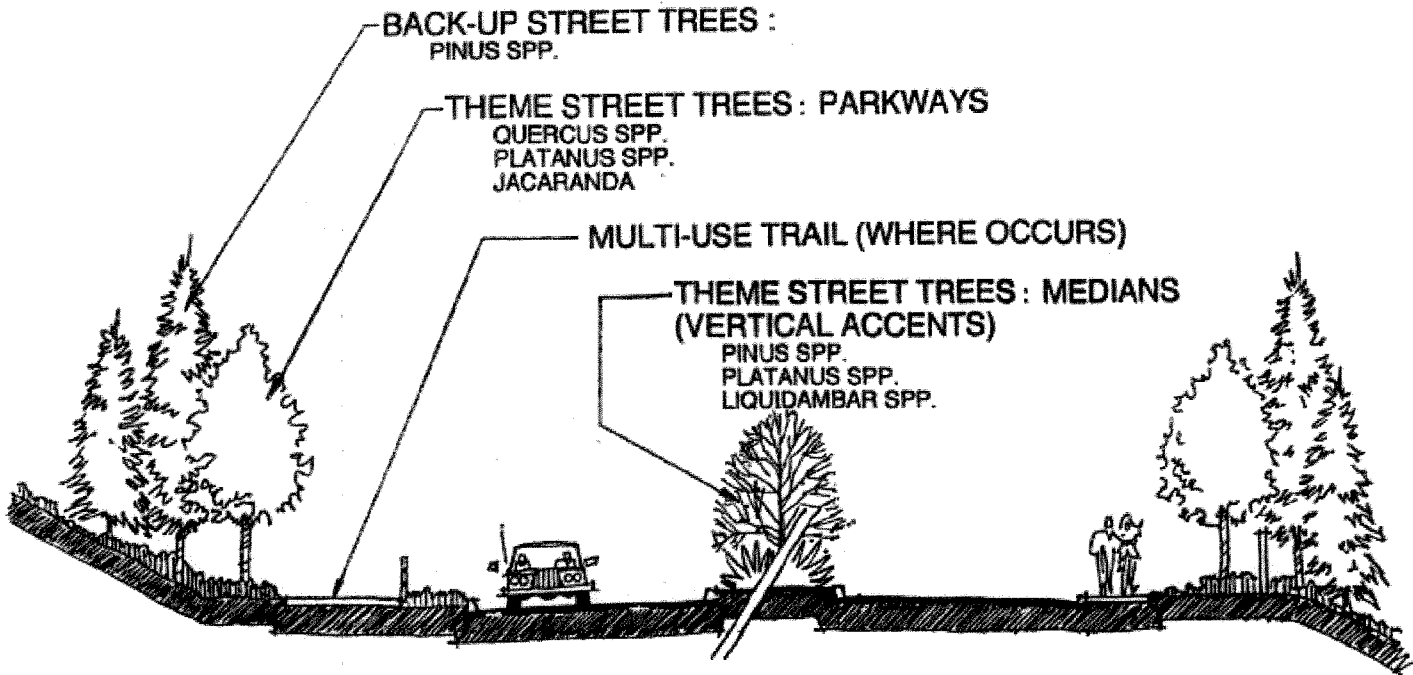 BACK-UP STREET TREES :
PINUS SPP.
THEME STREET TREES : PARKWAYS
QUERCUS SPP.
PLATANUS SPP.
JACARANDA
MULTI-USE TRAIL (WHERE OCCURS)
THEME STREET TREES : MEDIANS
(VERTICAL ACCENTS)
PINUS SPP.
PLATANUS SPP.
LIQUIDAMBAR SPP.